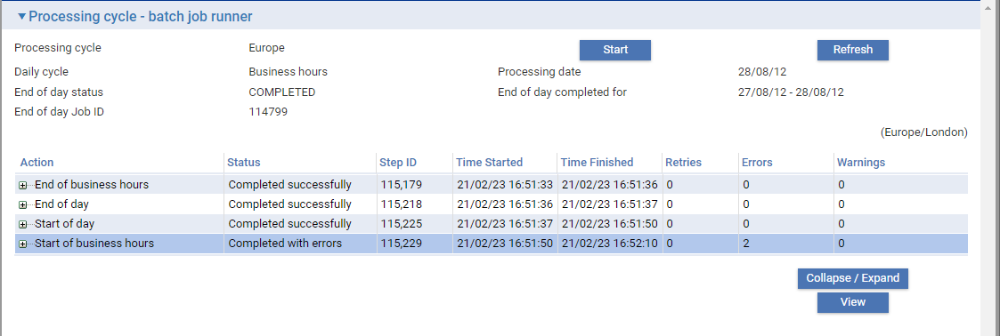 Processing cycle - batch job runner
Processing cycle Europe Start Refresh
Daily cycle Business hours Processing date 28/08/12
End of day status COMPLETED End of day completed for 27/08/12 - 28/08/12
End of day Job ID 114799
(Europe/London)
Action Status Step ID Time Started Time Finished Retries Errors Warnings
End of business hours Completed successfully 115,179 21/02/23 16:51:33 21/02/23 16:51:36 0 0 0
End of day Completed successfully 115,218 21/02/23 16:51:36 21/02/23 16:51:37 0 0 0
Start of day Completed successfully 115,225 21/02/23 16:51:37 21/02/23 16:51:50 0 0 0
Start of business hours Completed with errors 115,229 21/02/23 16:51:50 21/02/23 16:52:10 0 2 0
Collapse / Expand
View